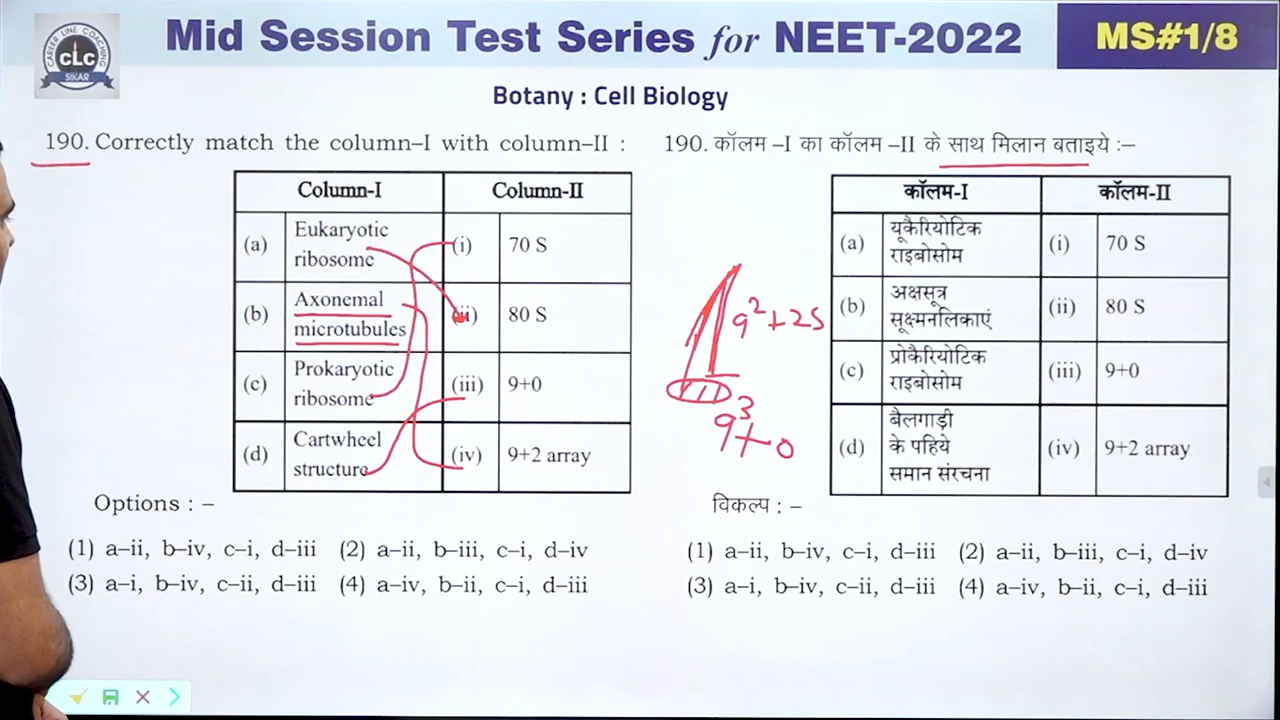 CAREER LINE COACHING
CLC
SIKAR
Mid Session Test Series for NEET-2022
MS#1/8
Botany : Cell Biology
190. Correctly match the column–I with column–II :
Column-I Column-II
(a) Eukaryotic ribosome (i) 70 S
(b) Axonemal microtubules (ii) 80 S
(c) Prokaryotic ribosome (iii) 9+0
(d) Cartwheel structure (iv) 9+2 array
Options : –
(1) a–ii, b–iv, c–i, d–iii (2) a–ii, b–iii, c–i, d–iv
(3) a–i, b–iv, c–ii, d–iii (4) a–iv, b–ii, c–i, d–iii
190. कॉलम –I का कॉलम –II के साथ मिलान बताइये :–
कॉलम-I कॉलम-II
(a) यूकैरियोटिक राइबोसोम (i) 70 S
(b) अक्षसूत्र सूक्ष्मनलिकाएं (ii) 80 S
(c) प्रोकैरियोटिक राइबोसोम (iii) 9+0
(d) बैलगाड़ी के पहिये समान संरचना (iv) 9+2 array
विकल्प : –
(1) a–ii, b–iv, c–i, d–iii (2) a–ii, b–iii, c–i, d–iv
(3) a–i, b–iv, c–ii, d–iii (4) a–iv, b–ii, c–i, d–iii
9²+2S
9³+0